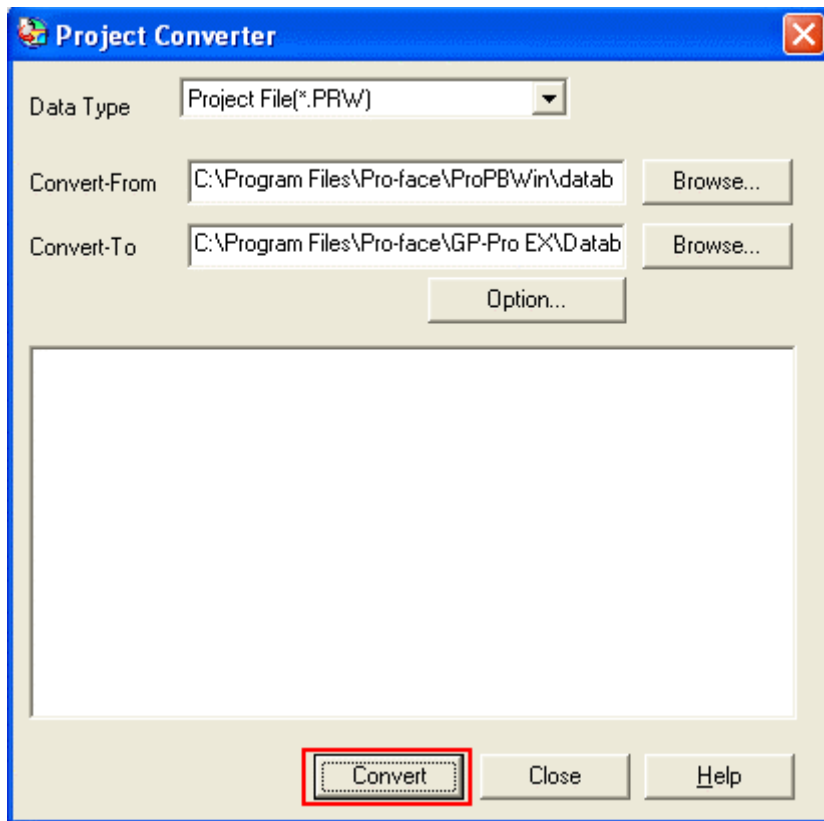 Project Converter
Data Type Project File(*.PRW)
Convert-From C:\Program Files\Pro-face\ProPBWin\datab Browse...
Convert-To C:\Program Files\Pro-face\GP-Pro EX\Datab Browse...
Option...
Convert Close Help